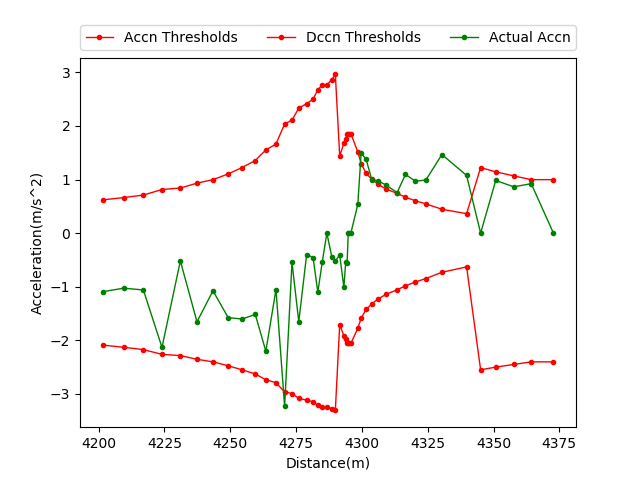 Accn Thresholds Dccn Thresholds Actual Accn
3
2
1
0
−1
−2
−3
Acceleration(m/s^2)
4200 4225 4250 4275 4300 4325 4350 4375
Distance(m)